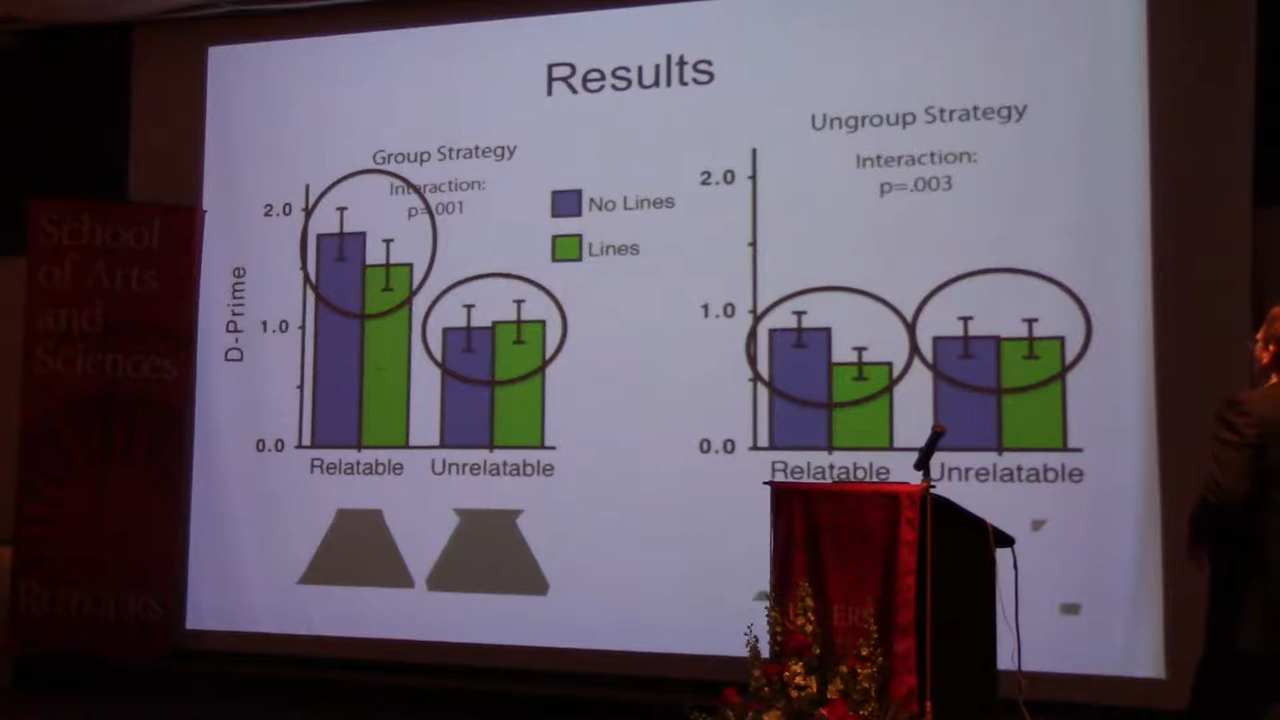 Results
Group Strategy
Interaction:
p=.001
No Lines
Lines
2.0
1.0
0.0
D-Prime
Relatable
Unrelatable
Ungroup Strategy
Interaction:
p=.003
2.0
1.0
0.0
Relatable
Unrelatable
School
of Arts
and
Sciences